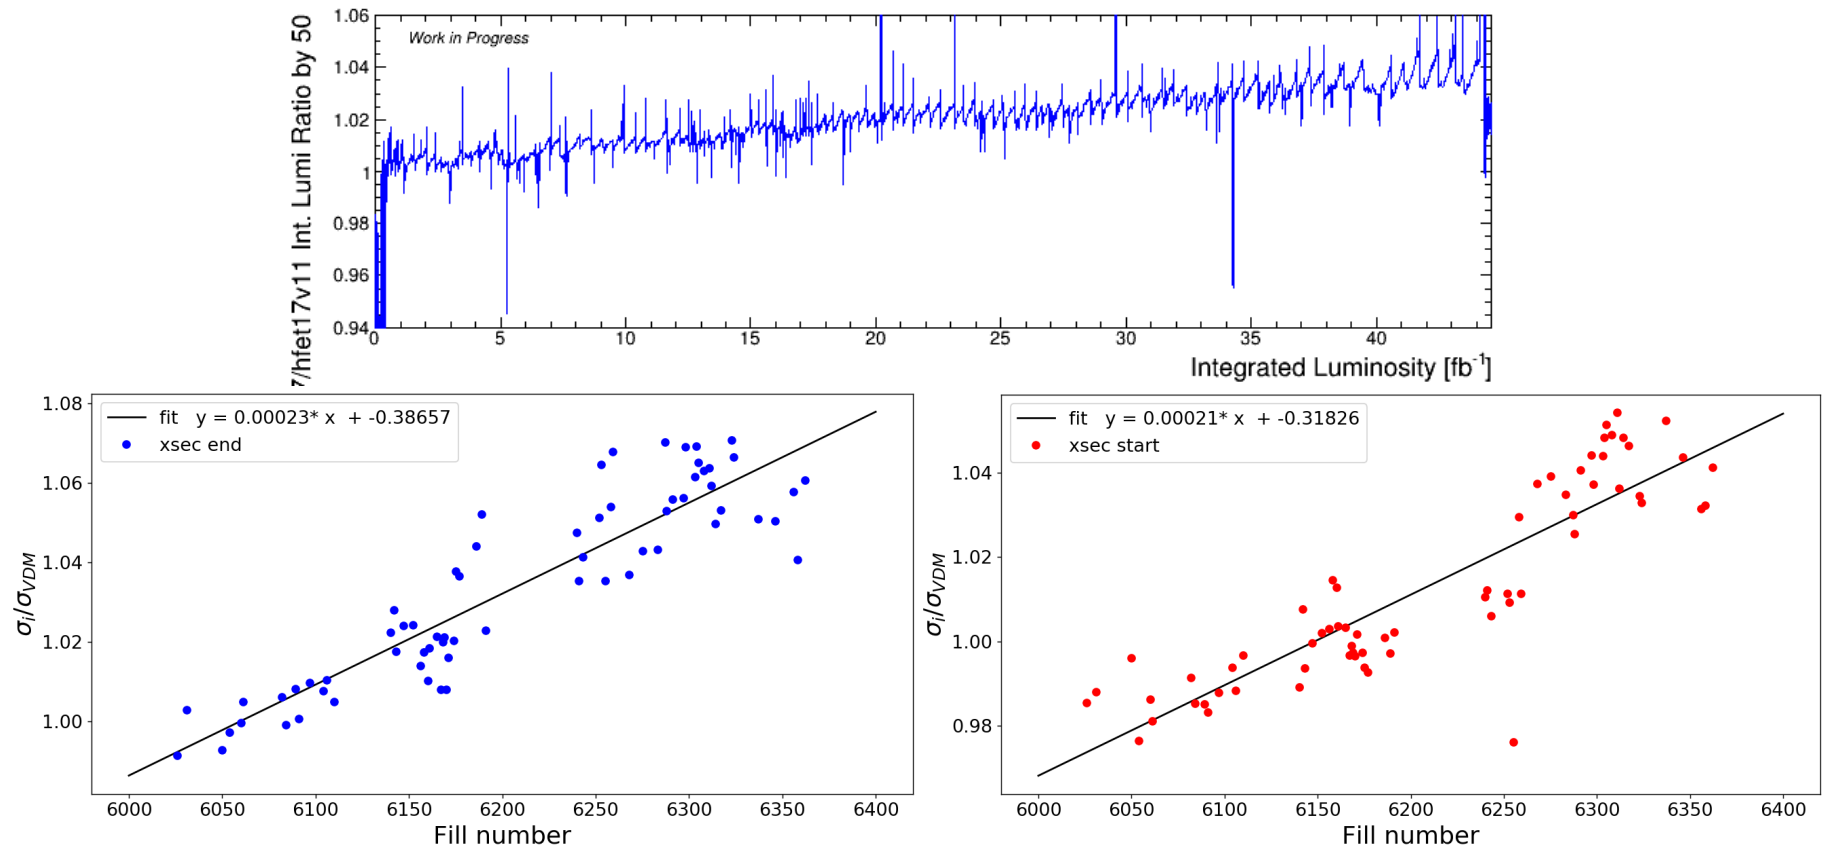 7/hfet17v11 Int. Lumi Ratio by 50
1.06
1.04
1.02
1
0.98
0.96
0.94
Work in Progress
0 5 10 15 20 25 30 35 40
Integrated Luminosity [fb⁻¹]
σi/σVDM
1.08
1.06
1.04
1.02
1.00
fit y = 0.00023* x + -0.38657
xsec end
6000 6050 6100 6150 6200 6250 6300 6350 6400
Fill number
σi/σVDM
1.04
1.02
1.00
0.98
fit y = 0.00021* x + -0.31826
xsec start
6000 6050 6100 6150 6200 6250 6300 6350 6400
Fill number